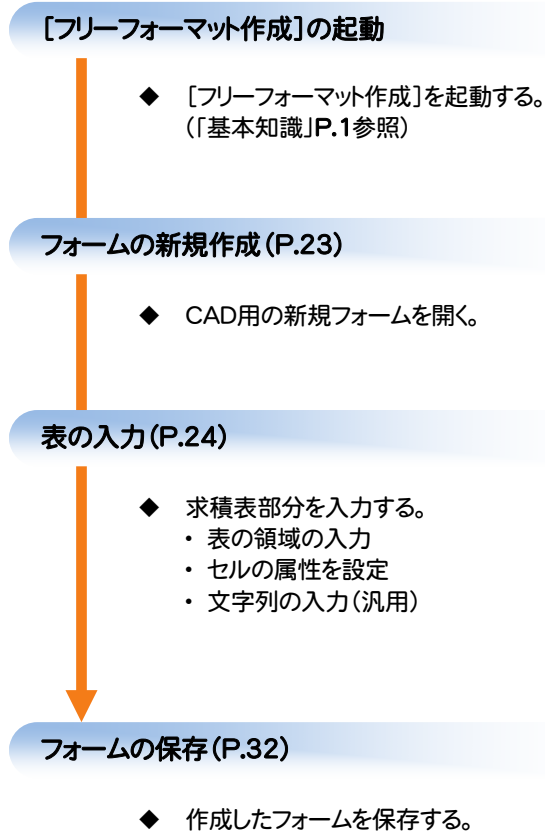 [フリーフォーマット作成]の起動
◆ [フリーフォーマット作成]を起動する。
(「基本知識」P.1参照)
フォームの新規作成(P.23)
◆ CAD用の新規フォームを開く。
表の入力(P.24)
◆ 求積表部分を入力する。
・ 表の領域の入力
・ セルの属性を設定
・ 文字列の入力(汎用)
フォームの保存(P.32)
◆ 作成したフォームを保存する。